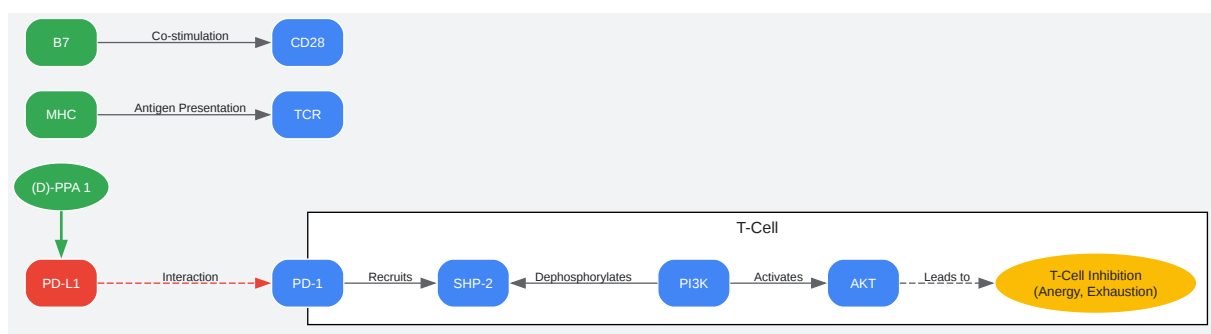 B7
Co-stimulation
CD28
MHC
Antigen Presentation
TCR
(D)-PPA 1
T-Cell
PD-L1
Interaction
PD-1
Recruits
SHP-2
Dephosphorylates
PI3K
Activates
AKT
Leads to
T-Cell Inhibition
(Anergy, Exhaustion)